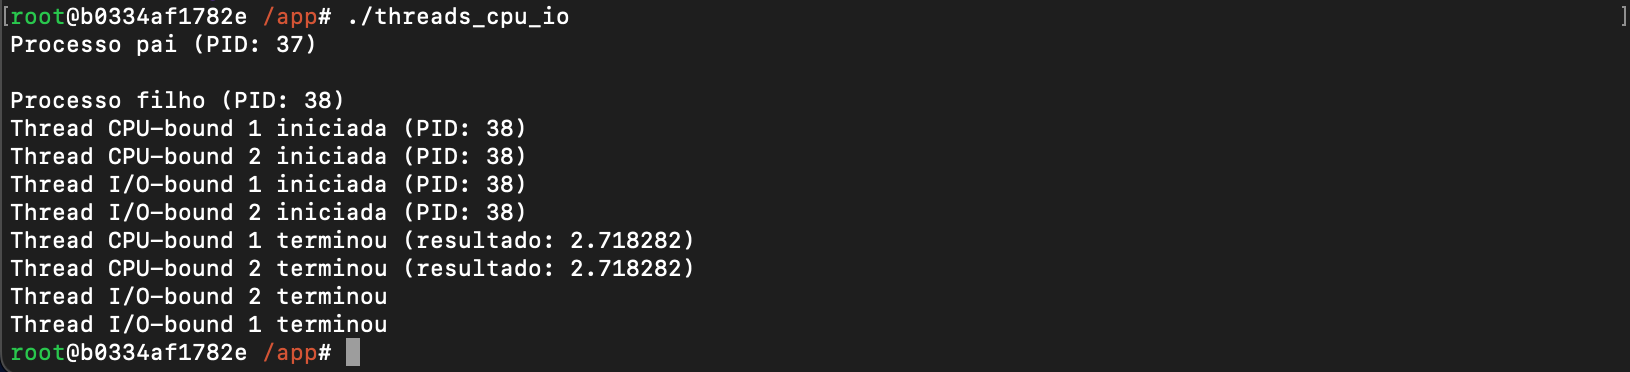 [root@b0334af1782e /app# ./threads_cpu_io ]
Processo pai (PID: 37)
Processo filho (PID: 38)
Thread CPU-bound 1 iniciada (PID: 38)
Thread CPU-bound 2 iniciada (PID: 38)
Thread I/O-bound 1 iniciada (PID: 38)
Thread I/O-bound 2 iniciada (PID: 38)
Thread CPU-bound 1 terminou (resultado: 2.718282)
Thread CPU-bound 2 terminou (resultado: 2.718282)
Thread I/O-bound 2 terminou
Thread I/O-bound 1 terminou
root@b0334af1782e /app#